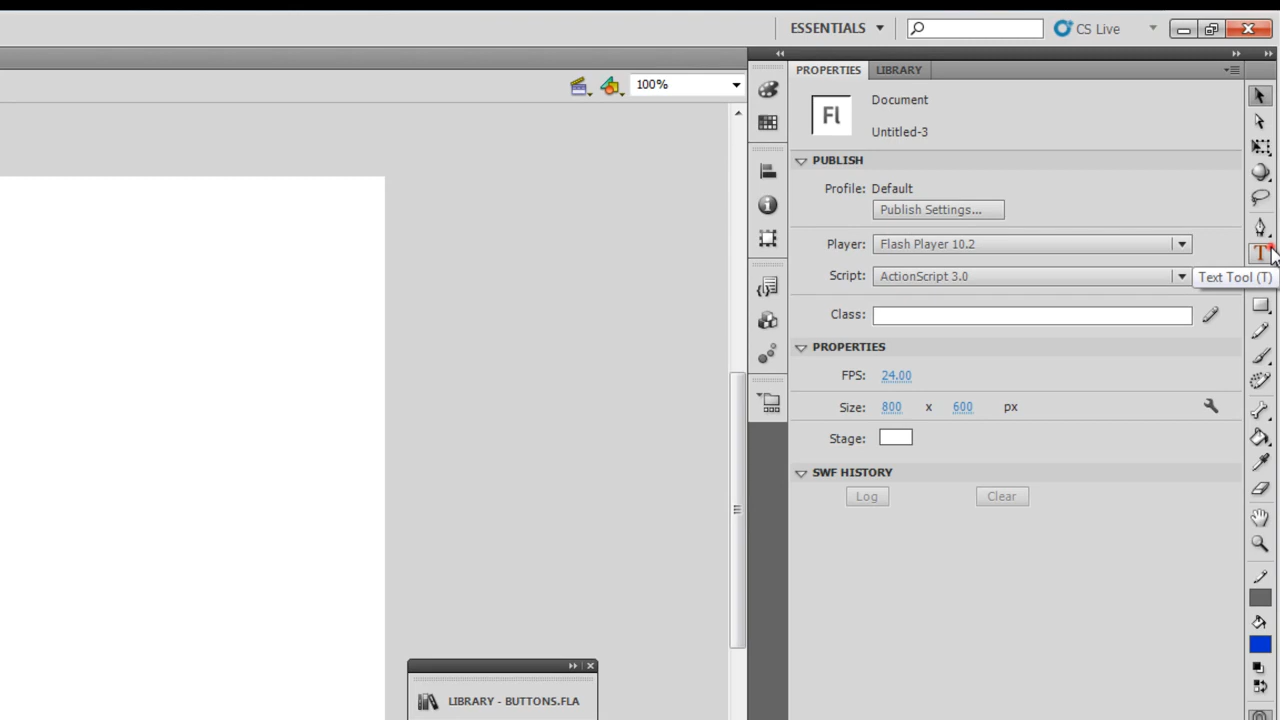 ESSENTIALS
CS Live
PROPERTIES
LIBRARY
100%
Fl
Document
Untitled-3
PUBLISH
Profile: Default
Publish Settings...
Player: Flash Player 10.2
Script: ActionScript 3.0
T
Text Tool (T)
Class:
PROPERTIES
FPS: 24.00
Size: 800 x 600 px
Stage:
SWF HISTORY
Log
Clear
LIBRARY - BUTTONS.FLA